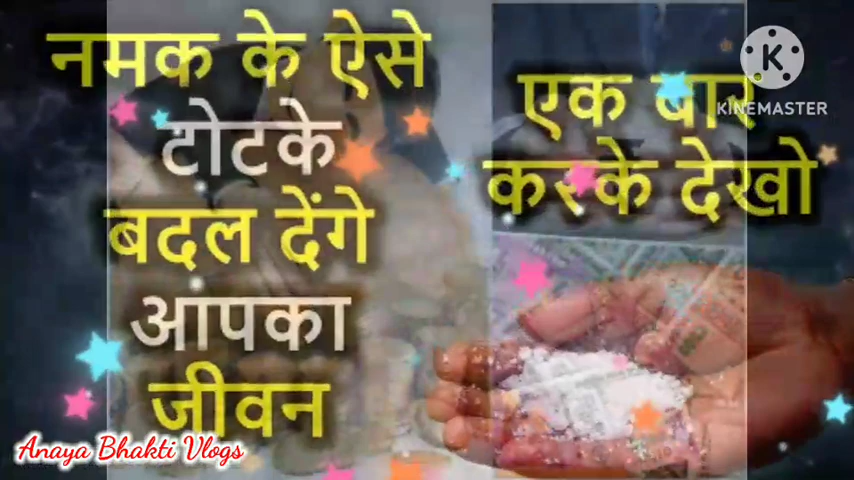 नमक के ऐसे
टोटके
बदल देंगे
आपका
जीवन
एक बार
करके देखो
K
KINEMASTER
Anaya Bhakti Vlogs